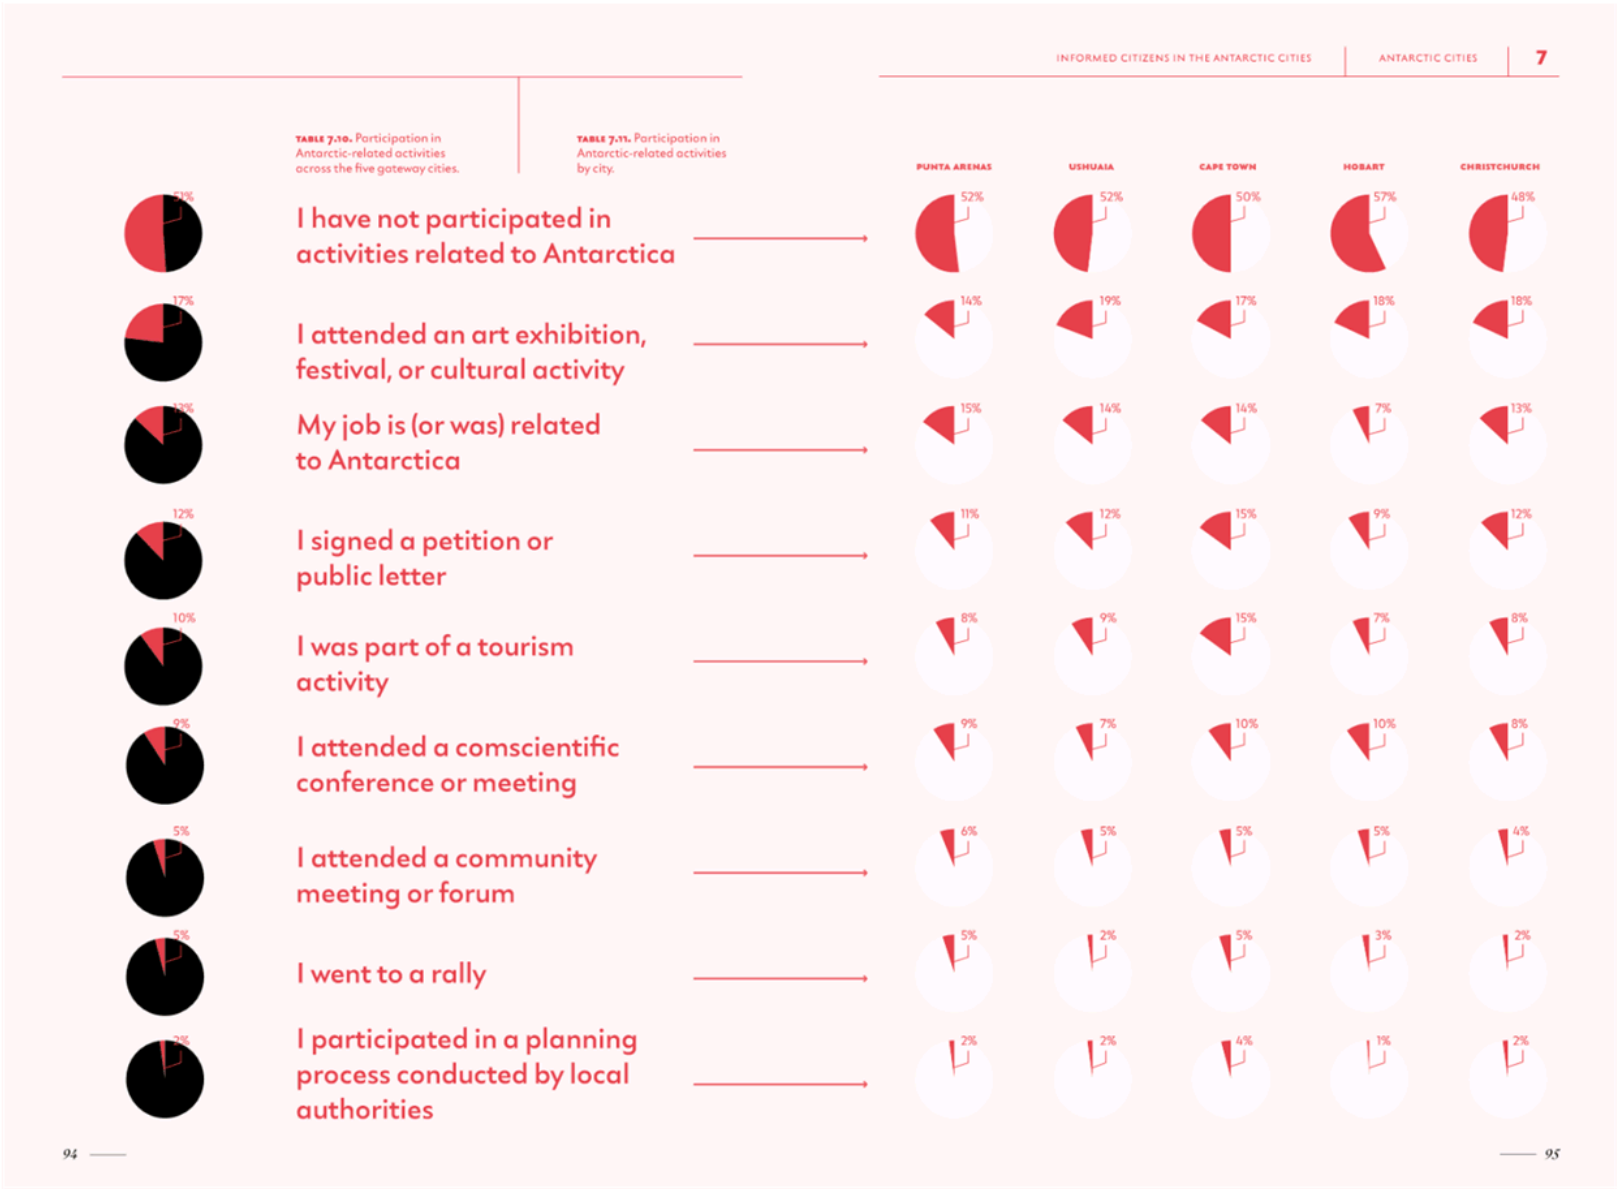 INFORMED CITIZENS IN THE ANTARCTIC CITIES
ANTARCTIC CITIES
7
TABLE 7.10. Participation in
Antarctic-related activities
across the five gateway cities.
TABLE 7.11. Participation in
Antarctic-related activities
by city.
PUNTA ARENAS
USHUAIA
CAPE TOWN
HOBART
CHRISTCHURCH
51%
I have not participated in
activities related to Antarctica
52%
52%
50%
57%
48%
17%
I attended an art exhibition,
festival, or cultural activity
14%
19%
17%
18%
18%
13%
My job is (or was) related
to Antarctica
15%
14%
14%
7%
13%
12%
I signed a petition or
public letter
11%
12%
15%
9%
12%
10%
I was part of a tourism
activity
8%
9%
15%
7%
8%
9%
I attended a comscientific
conference or meeting
9%
7%
10%
10%
8%
5%
I attended a community
meeting or forum
6%
5%
5%
5%
4%
5%
I went to a rally
5%
2%
5%
3%
2%
I participated in a planning
process conducted by local
authorities
2%
2%
4%
1%
2%
94
95